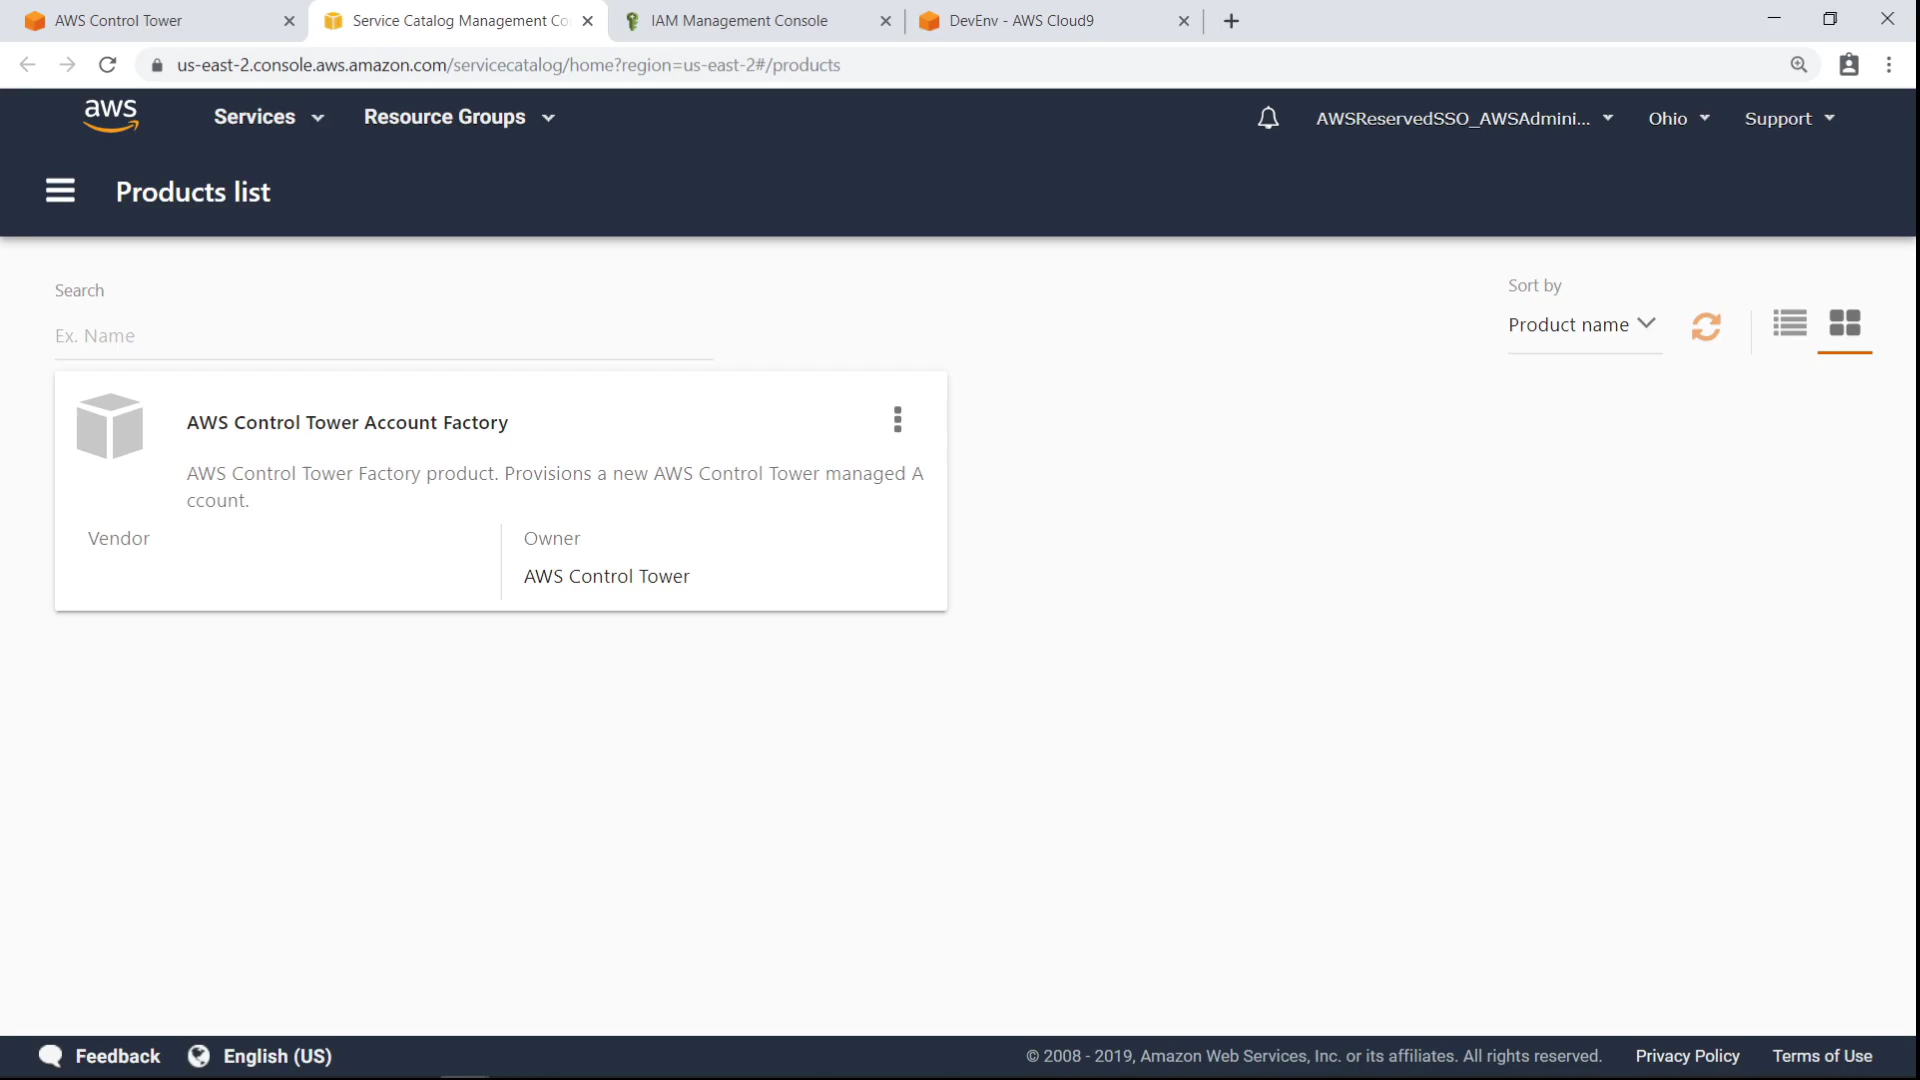 AWS Control Tower
Service Catalog Management Co
IAM Management Console
DevEnv - AWS Cloud9
us-east-2.console.aws.amazon.com/servicecatalog/home?region=us-east-2#/products
aws
Services
Resource Groups
AWSReservedSSO_AWSAdmini...
Ohio
Support
Products list
Search
Ex. Name
Sort by
Product name
AWS Control Tower Account Factory
AWS Control Tower Factory product. Provisions a new AWS Control Tower managed A
ccount.
Vendor
Owner
AWS Control Tower
Feedback
English (US)
© 2008 - 2019, Amazon Web Services, Inc. or its affiliates. All rights reserved.
Privacy Policy
Terms of Use